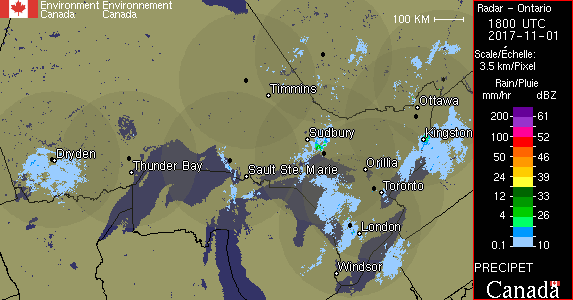 Environment Environnement
Canada Canada
100 KM
Timmins
Ottawa
Sudbury
Kingston
Dryden
Thunder Bay
Sault Ste. Marie
Orillia
Toronto
London
Windsor
Radar - Ontario
1800 UTC
2017-11-01
Scale/Échelle:
3.5 km/Pixel
Rain/Pluie
mm/hr dBZ
200 61
100 52
50 46
24 39
12 33
4 26
0.1 10
PRECIPET
Canada